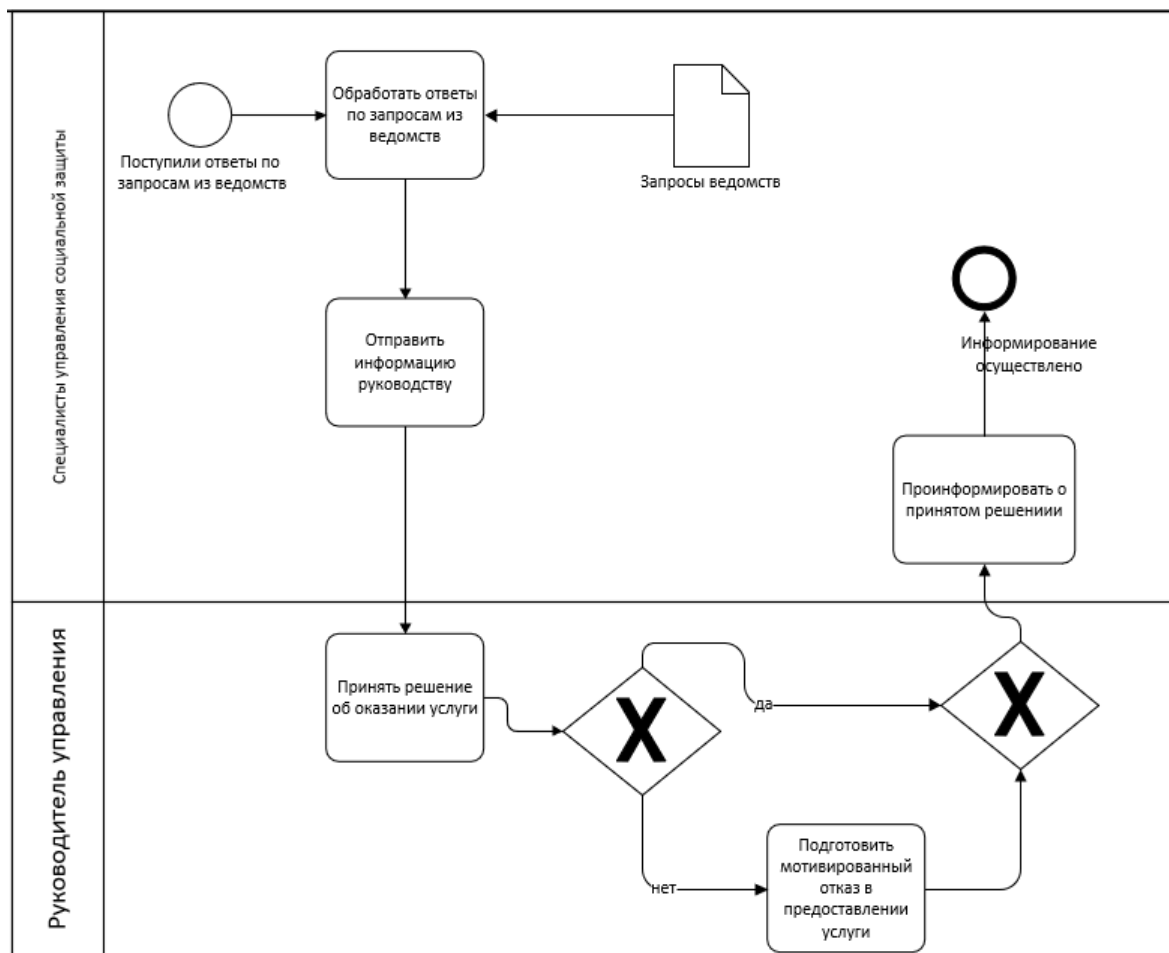 Специалисты управления социальной защиты
Поступили ответы по
запросам из ведомств
Обработать ответы
по запросам из
ведомств
Запросы ведомств
Отправить
информацию
руководству
Информирование
осуществлено
Проинформировать о
принятом решениии
Руководитель управления
Принять решение
об оказании услуги
X
да
X
нет
Подготовить
мотивированный
отказ в
предоставлении
услуги